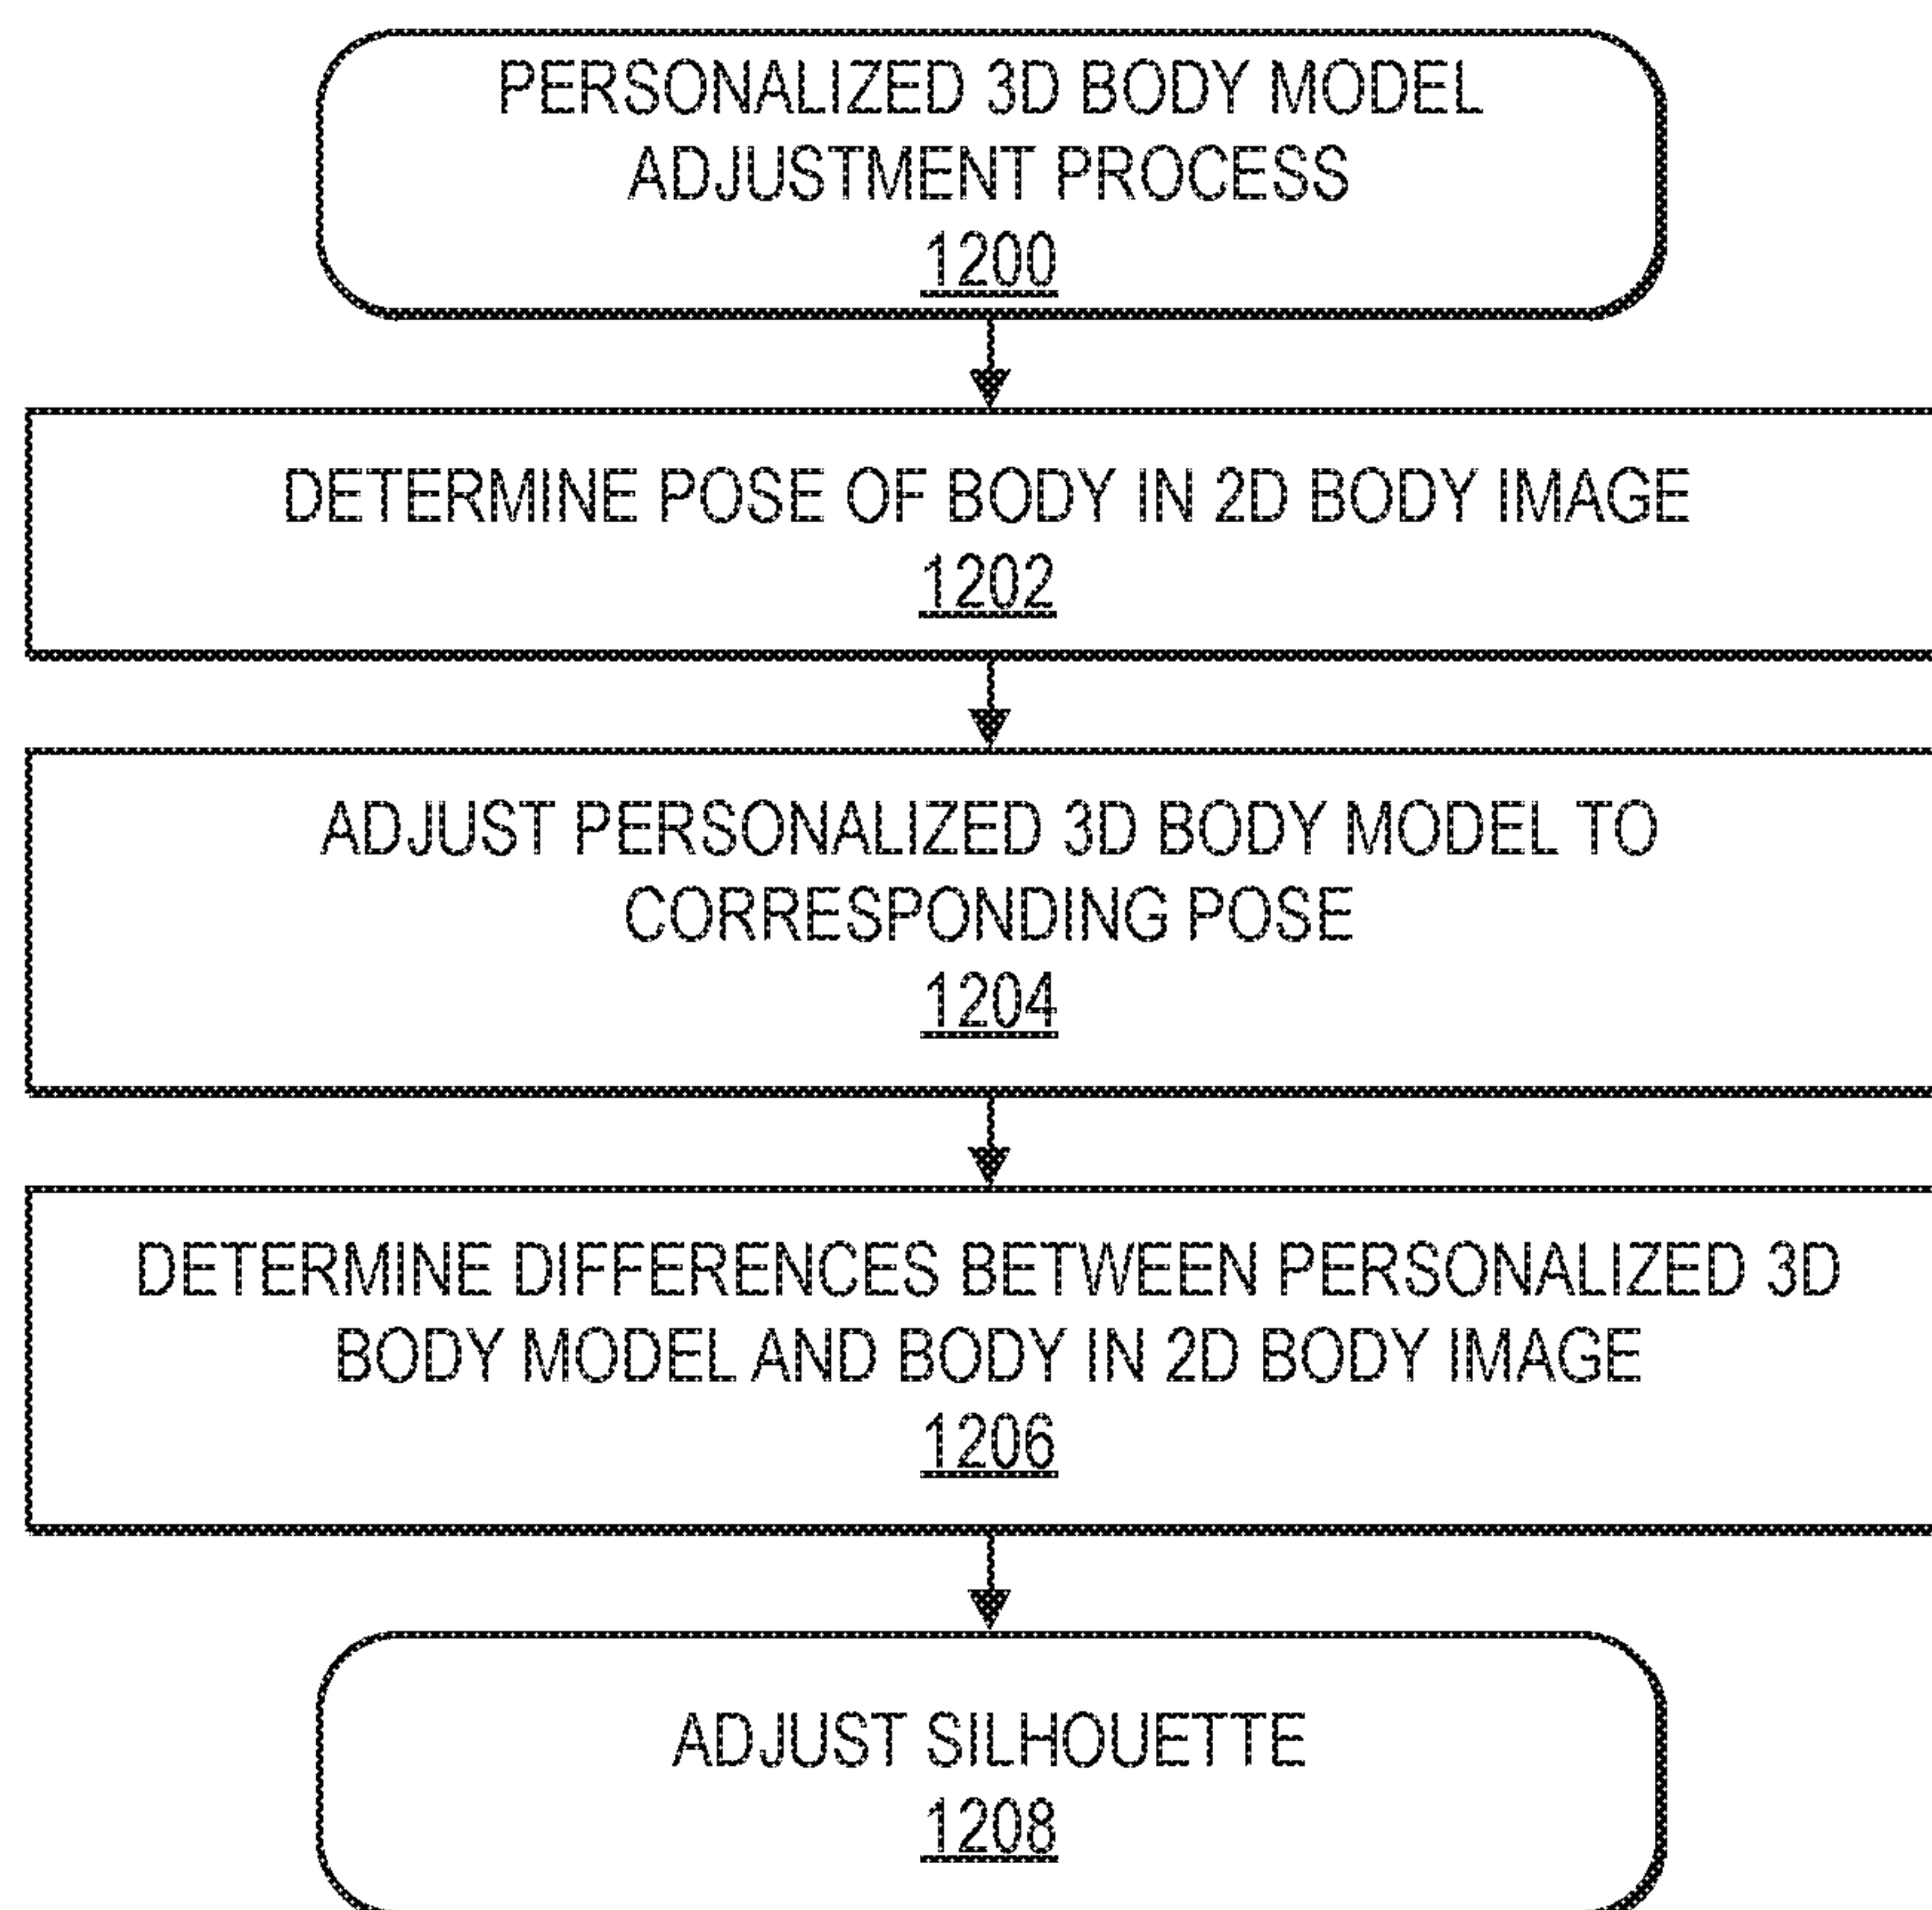 PERSONALIZED 3D BODY MODEL
ADJUSTMENT PROCESS
1200
DETERMINE POSE OF BODY IN 2D BODY IMAGE
1202
ADJUST PERSONALIZED 3D BODY MODEL TO
CORRESPONDING POSE
1204
DETERMINE DIFFERENCES BETWEEN PERSONALIZED 3D
BODY MODEL AND BODY IN 2D BODY IMAGE
1206
ADJUST SILHOUETTE
1208